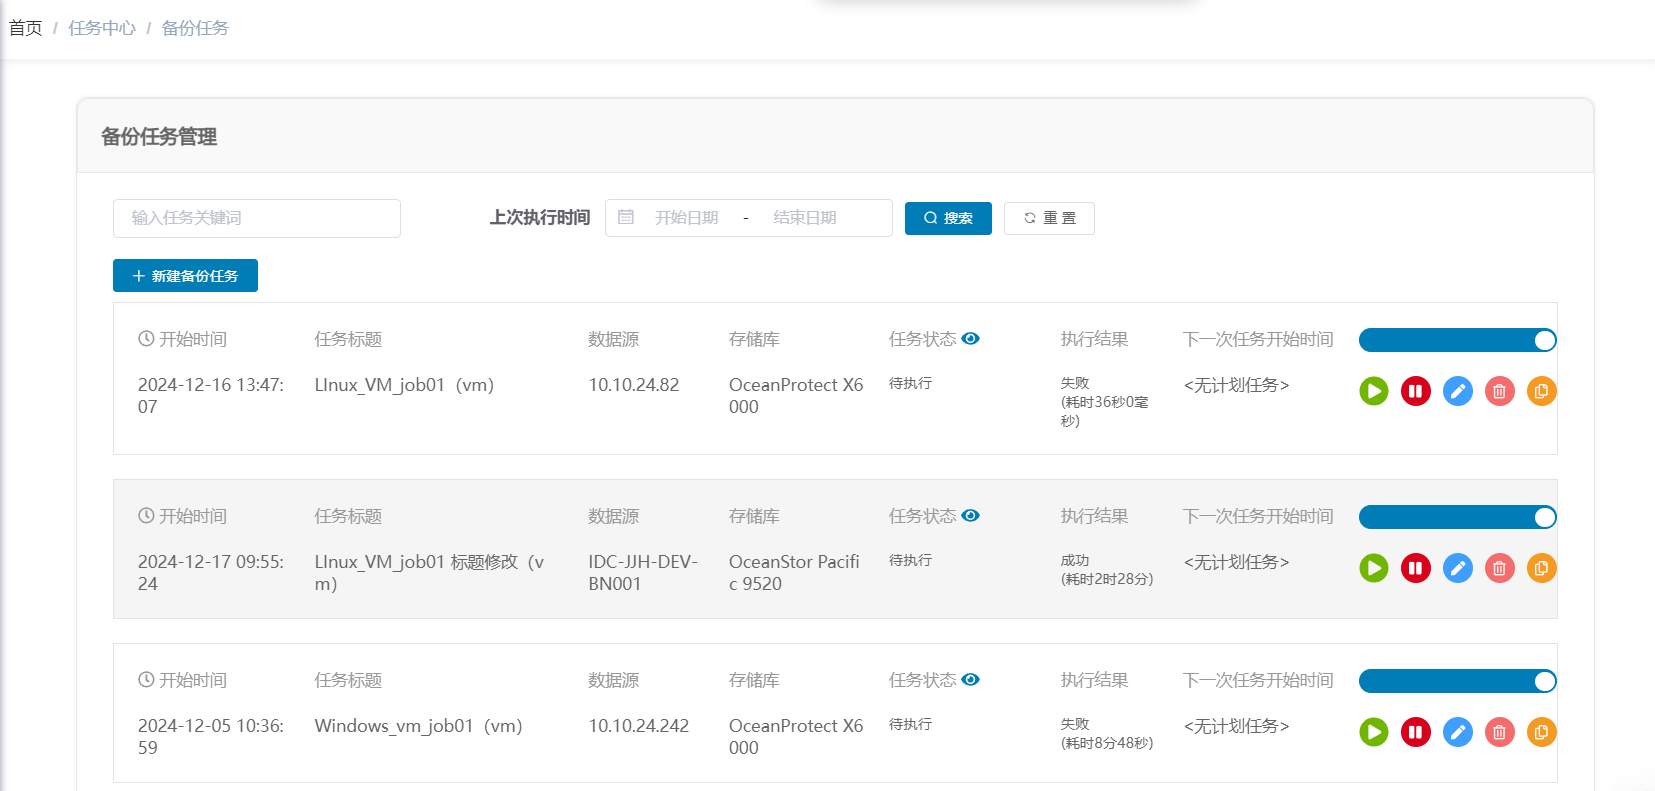 首页 / 任务中心 / 备份任务
备份任务管理
输入任务关键词 上次执行时间 开始日期 - 结束日期 搜索 重 置
新建备份任务
开始时间 任务标题 数据源 存储库 任务状态 执行结果 下一次任务开始时间
2024-12-16 13:47: LInux_VM_job01（vm） 10.10.24.82 OceanProtect X6 待执行 失败 <无计划任务>
07 000 (耗时36秒0毫
秒)
开始时间 任务标题 数据源 存储库 任务状态 执行结果 下一次任务开始时间
2024-12-17 09:55: LInux_VM_job01 标题修改（v IDC-JJH-DEV- OceanStor Pacifi 待执行 成功 <无计划任务>
24 m） BN001 c 9520 (耗时2时28分)
开始时间 任务标题 数据源 存储库 任务状态 执行结果 下一次任务开始时间
2024-12-05 10:36: Windows_vm_job01（vm） 10.10.24.242 OceanProtect X6 待执行 失败 <无计划任务>
59 000 (耗时8分48秒)